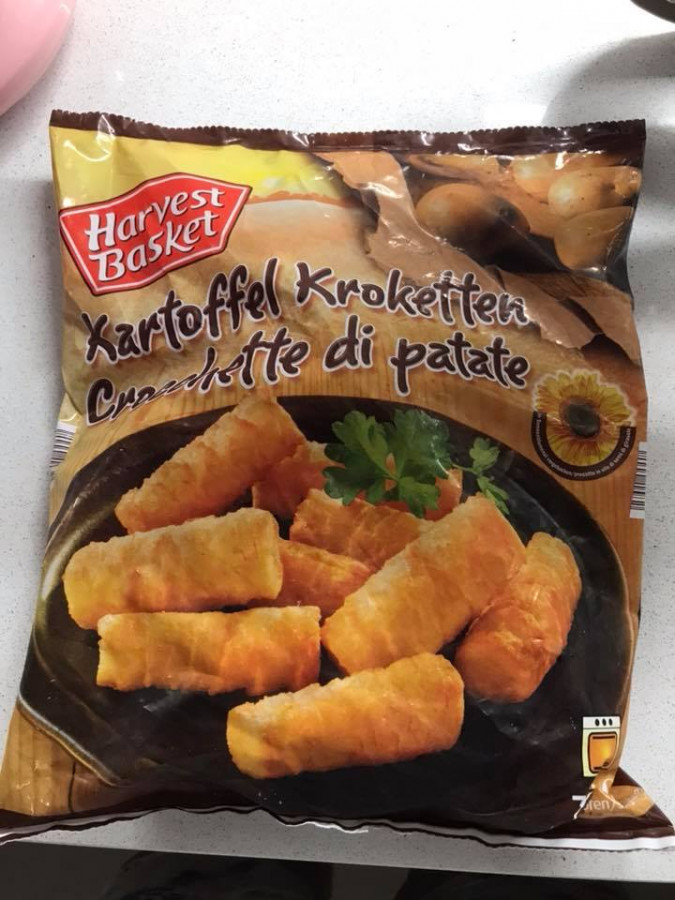 Harvest
Basket
Kartoffel Kroketten
Crocchette di patate